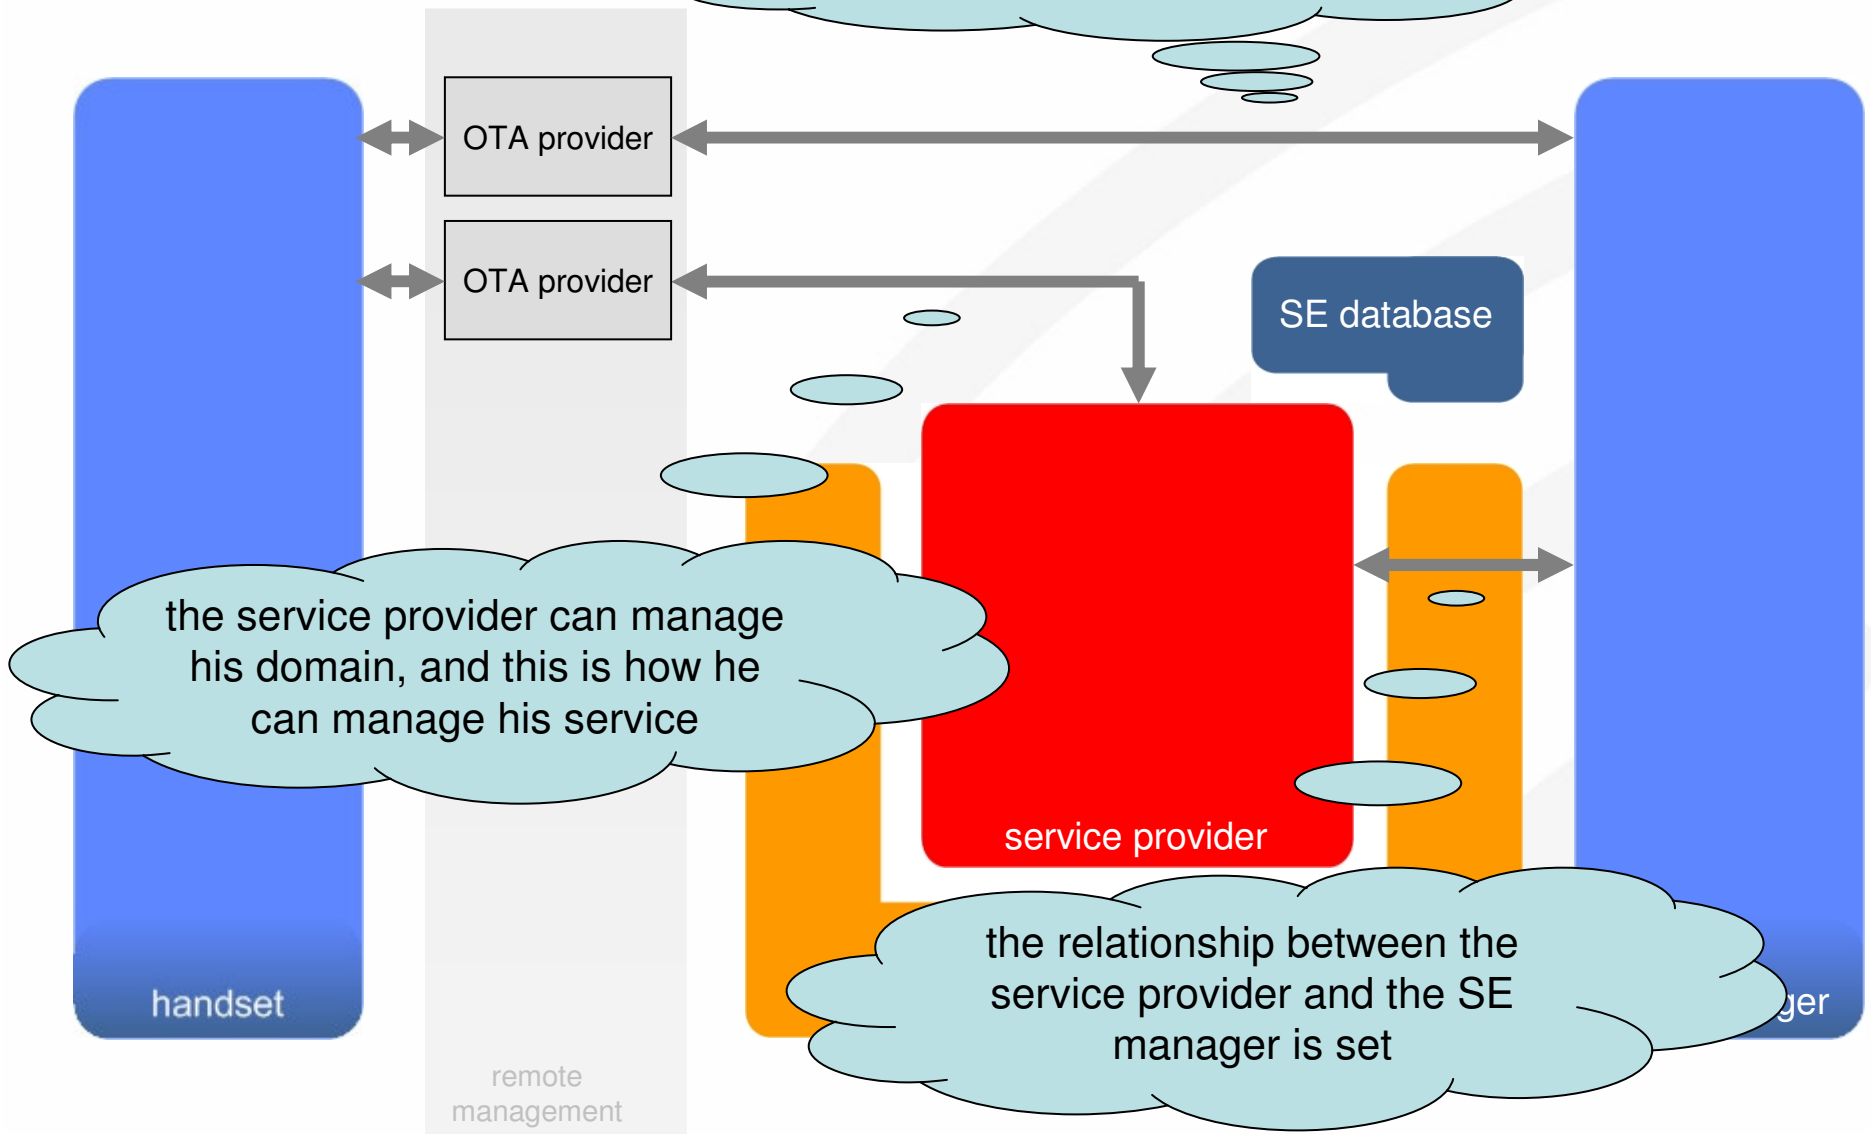 OTA provider
OTA provider
SE database
the service provider can manage
his domain, and this is how he
can manage his service
service provider
the relationship between the
service provider and the SE
manager is set
handset
remote
management